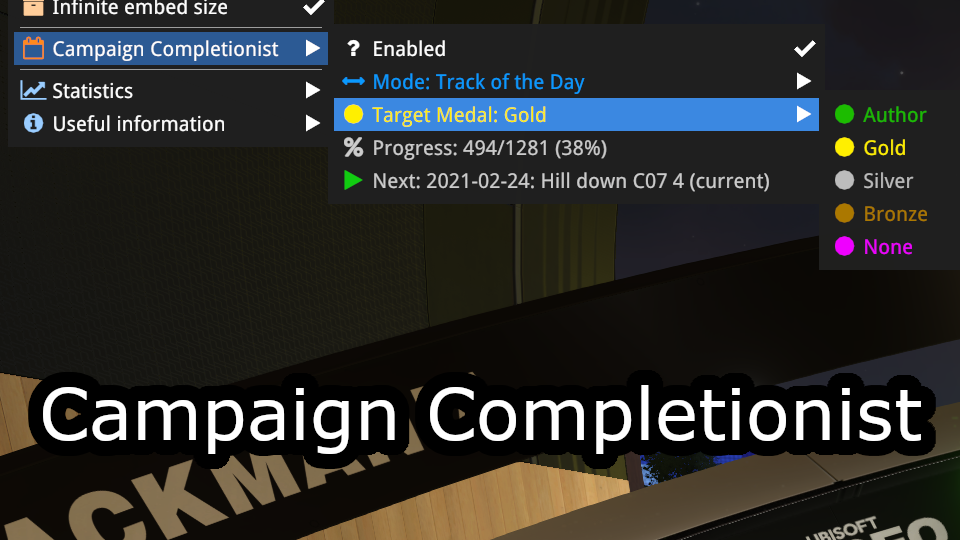 Infinite embed size
Campaign Completionist
Statistics
Useful information
? Enabled
Mode: Track of the Day
Target Medal: Gold
% Progress: 494/1281 (38%)
Next: 2021-02-24: Hill down C07 4 (current)
Author
Gold
Silver
Bronze
None
Campaign Completionist
UBISOFT